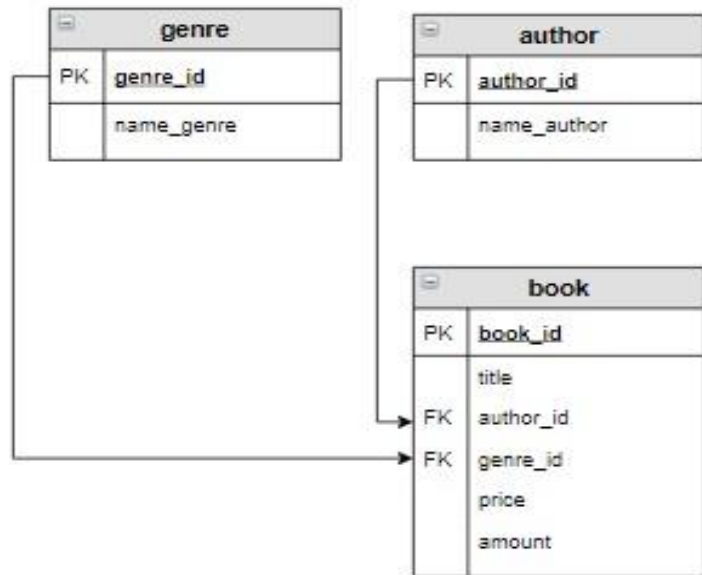 genre
PK genre_id
name_genre
author
PK author_id
name_author
book
PK book_id
title
FK author_id
FK genre_id
price
amount